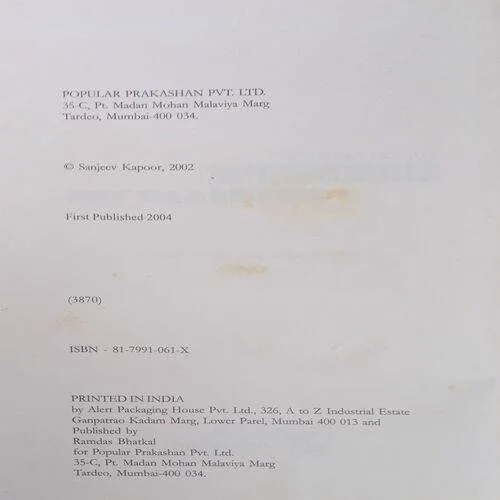 POPULAR PRAKASHAN PVT. LTD.
35-C, Pt. Madan Mohan Malaviya Marg
Tardeo, Mumbai-400 034.
© Sanjeev Kapoor, 2002
First Published 2004
(3870)
ISBN - 81-7991-061-X
PRINTED IN INDIA
by Alert Packaging House Pvt. Ltd., 326, A to Z Industrial Estate
Ganpatrao Kadam Marg, Lower Parel, Mumbai 400 013 and
Published by
Ramdas Bhatkal
for Popular Prakashan Pvt. Ltd.
35-C, Pt. Madan Mohan Malaviya Marg
Tardeo, Mumbai-400 034.